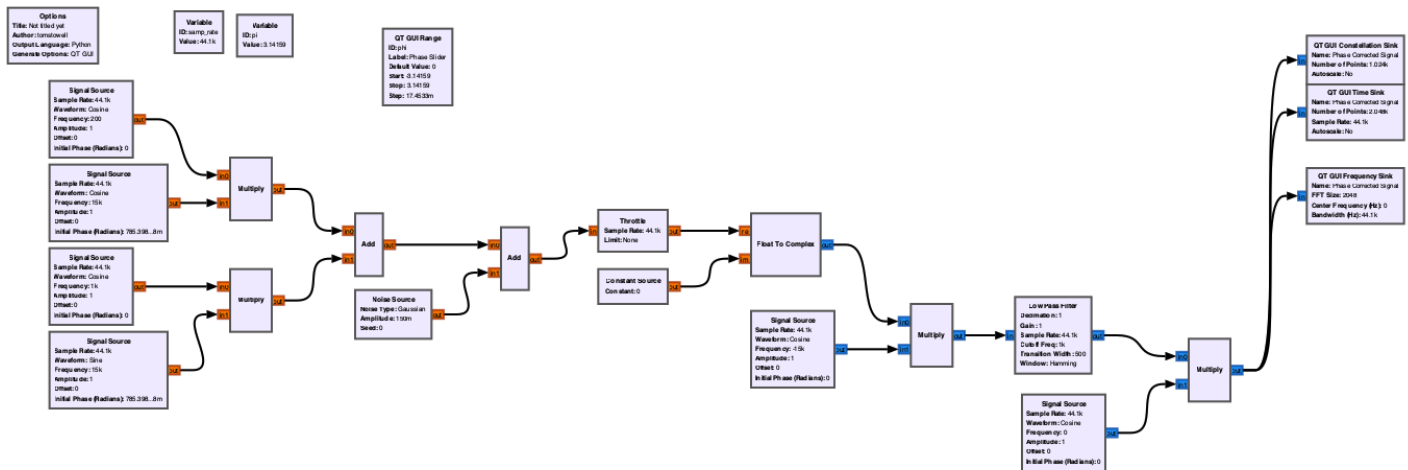 Options
Title: Not titled yet
Author: tomstowell
Output Language: Python
Generate Options: QT GUI
Variable
ID: samp_rate
Value: 44.1k
Variable
ID: pi
Value: 3.14159
QT GUI Range
ID: phi
Label: Phase Slider
Default Value: 0
Start: -3.14159
Stop: 3.14159
Step: 17.4533m
Signal Source
Sample Rate: 44.1k
Waveform: Cosine
Frequency: 200
Amplitude: 1
Offset: 0
Initial Phase (Radians): 0
out
Signal Source
Sample Rate: 44.1k
Waveform: Cosine
Frequency: 15k
Amplitude: 1
Offset: 0
Initial Phase (Radians): 785.398...8m
out
in0
in1
Multiply
out
Signal Source
Sample Rate: 44.1k
Waveform: Cosine
Frequency: 1k
Amplitude: 1
Offset: 0
Initial Phase (Radians): 0
out
Signal Source
Sample Rate: 44.1k
Waveform: Sine
Frequency: 15k
Amplitude: 1
Offset: 0
Initial Phase (Radians): 785.398...8m
out
in0
in1
Multiply
out
in0
in1
Add
out
Noise Source
Noise Type: Gaussian
Amplitude: 150m
Seed: 0
out
in0
in1
Add
out
in
Throttle
Sample Rate: 44.1k
Limit: None
out
Constant Source
Constant: 0
out
re
im
Float To Complex
out
Signal Source
Sample Rate: 44.1k
Waveform: Cosine
Frequency: -15k
Amplitude: 1
Offset: 0
Initial Phase (Radians): 0
out
in0
in1
Multiply
out
in
Low Pass Filter
Decimation: 1
Gain: 1
Sample Rate: 44.1k
Cutoff Freq: 1k
Transition Width: 500
Window: Hamming
out
Signal Source
Sample Rate: 44.1k
Waveform: Cosine
Frequency: 0
Amplitude: 1
Offset: 0
Initial Phase (Radians): 0
out
in0
in1
Multiply
out
in
QT GUI Constellation Sink
Name: Phase Corrected Signal
Number of Points: 1.024k
Autoscale: No
in
QT GUI Time Sink
Name: Phase Corrected Signal
Number of Points: 2.048k
Sample Rate: 44.1k
Autoscale: No
in
QT GUI Frequency Sink
Name: Phase Corrected Signal
FFT Size: 2048
Center Frequency (Hz): 0
Bandwidth (Hz): 44.1k